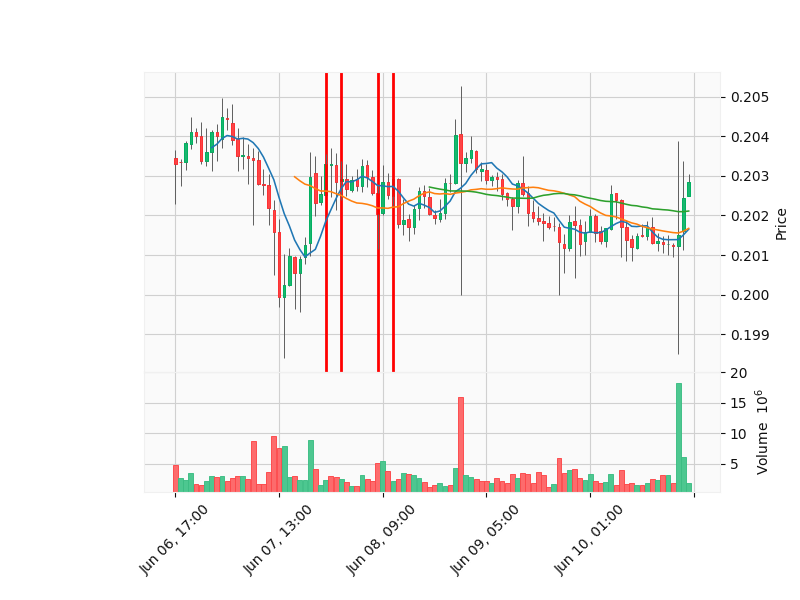 0.205
0.204
0.203
0.202
0.201
0.200
0.199
Price
20
15
10
5
Volume 10^6
Jun 06, 17:00
Jun 07, 13:00
Jun 08, 09:00
Jun 09, 05:00
Jun 10, 01:00